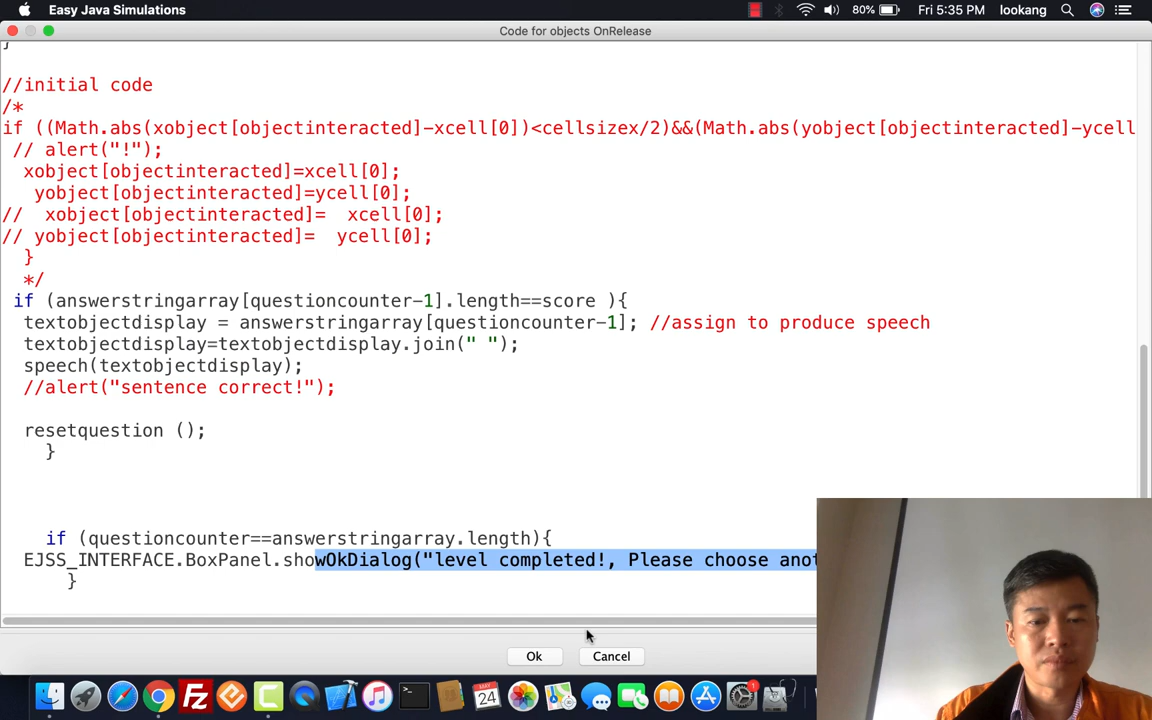 Easy Java Simulations
80%
Fri 5:35 PM
lookang
Code for objects OnRelease
}
//initial code
/*
if ((Math.abs(xobject[objectinteracted]-xcell[0])<cellsizex/2)&&(Math.abs(yobject[objectinteracted]-ycell
// alert("!");
xobject[objectinteracted]=xcell[0];
yobject[objectinteracted]=ycell[0];
// xobject[objectinteracted]= xcell[0];
// yobject[objectinteracted]= ycell[0];
}
*/
if (answerstringarray[questioncounter-1].length==score ){
textobjectdisplay = answerstringarray[questioncounter-1]; //assign to produce speech
textobjectdisplay=textobjectdisplay.join(" ");
speech(textobjectdisplay);
//alert("sentence correct!");
resetquestion ();
}
if (questioncounter==answerstringarray.length){
EJSS_INTERFACE.BoxPanel.showOkDialog("level completed!, Please choose anot
}
Ok
Cancel
MAY
24
1